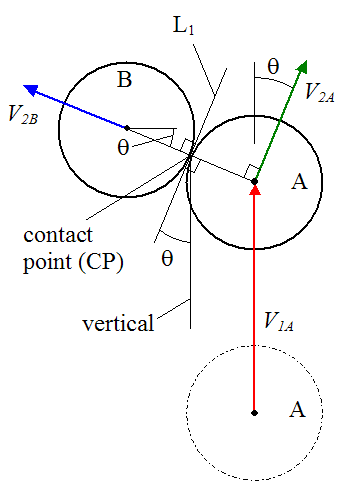 L₁
B
θ
V₂B
V₂A
θ
A
contact
point (CP)
θ
vertical
V₁A
A